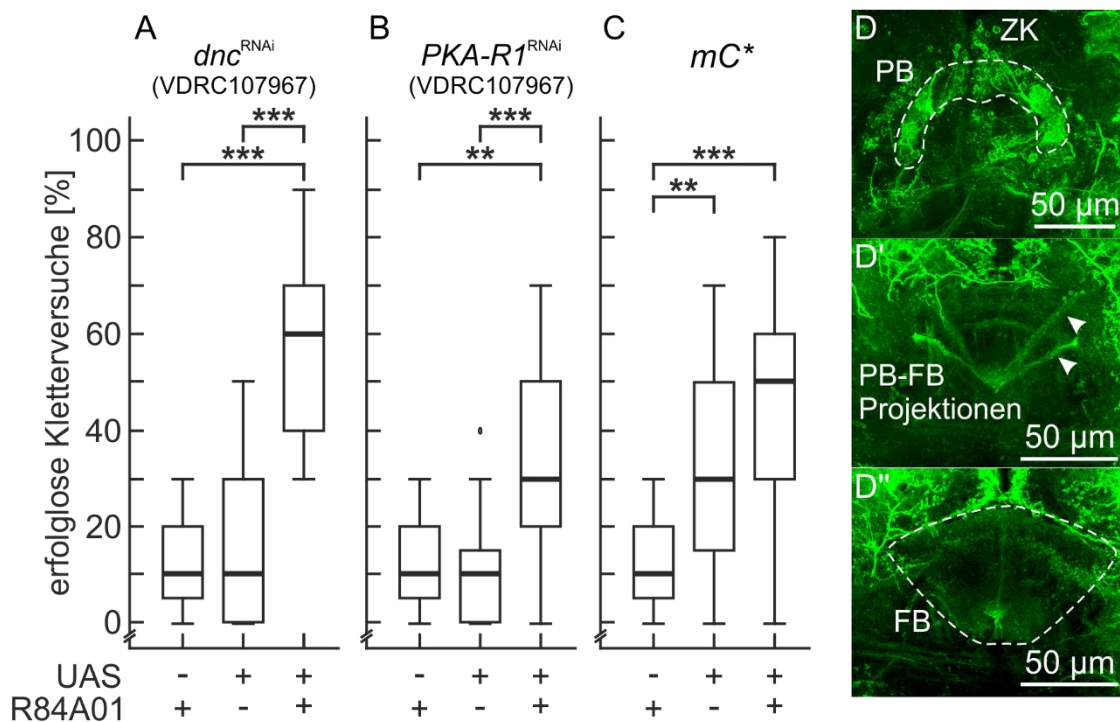 A
dnc RNAi
(VDRC107967)
B
PKA-R1 RNAi
(VDRC107967)
C
mC*
erfolglose Kletterversuche [%]
100
80
60
40
20
0
***
***
***
**
***
**
UAS - + + - + + - + +
R84A01 + - + + - + + - +
D
ZK
PB
50 µm
D'
PB-FB
Projektionen
50 µm
D"
FB
50 µm